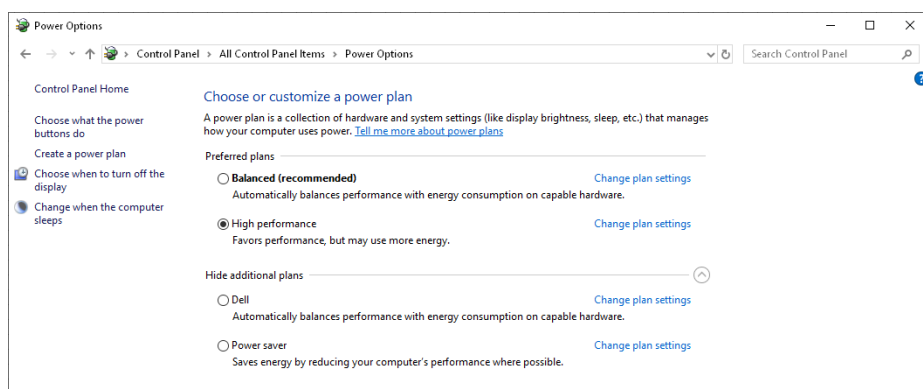 Power Options
Control Panel > All Control Panel Items > Power Options
Search Control Panel
Control Panel Home
Choose what the power
buttons do
Create a power plan
Choose when to turn off the
display
Change when the computer
sleeps
Choose or customize a power plan
A power plan is a collection of hardware and system settings (like display brightness, sleep, etc.) that manages
how your computer uses power. Tell me more about power plans
Preferred plans
Balanced (recommended) Change plan settings
Automatically balances performance with energy consumption on capable hardware.
High performance Change plan settings
Favors performance, but may use more energy.
Hide additional plans
Dell Change plan settings
Automatically balances performance with energy consumption on capable hardware.
Power saver Change plan settings
Saves energy by reducing your computer's performance where possible.